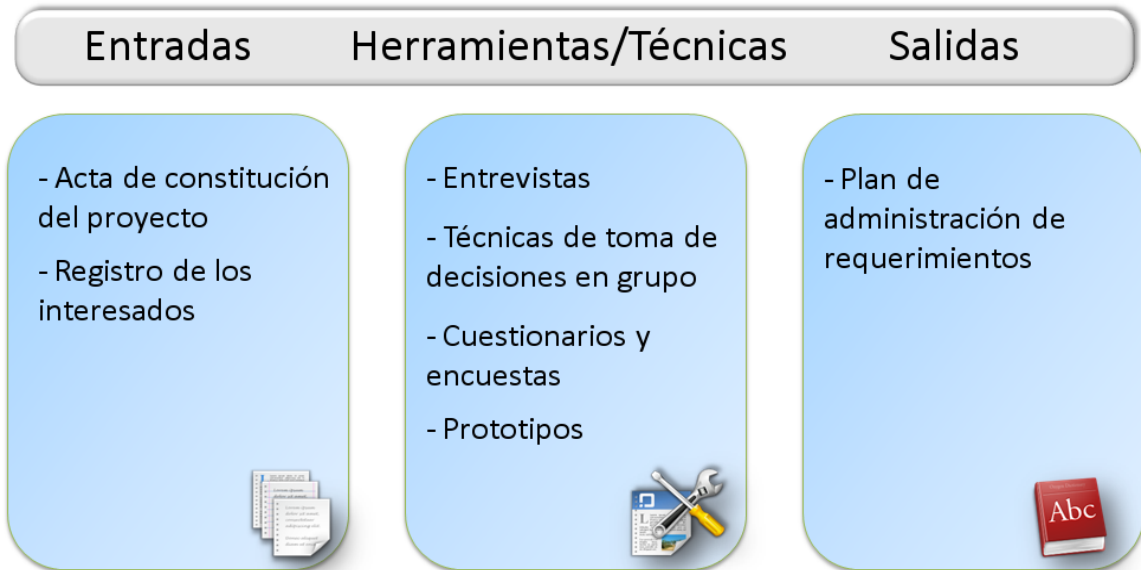 Entradas Herramientas/Técnicas Salidas
- Acta de constitución
del proyecto
- Registro de los
interesados
- Entrevistas
- Técnicas de toma de
decisiones en grupo
- Cuestionarios y
encuestas
- Prototipos
- Plan de
administración de
requerimientos
Abc